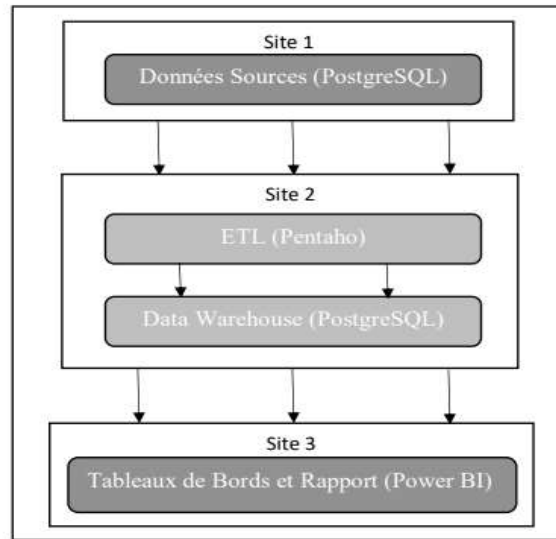 Site 1
Données Sources (PostgreSQL)
Site 2
ETL (Pentaho)
Data Warehouse (PostgreSQL)
Site 3
Tableaux de Bords et Rapport (Power BI)